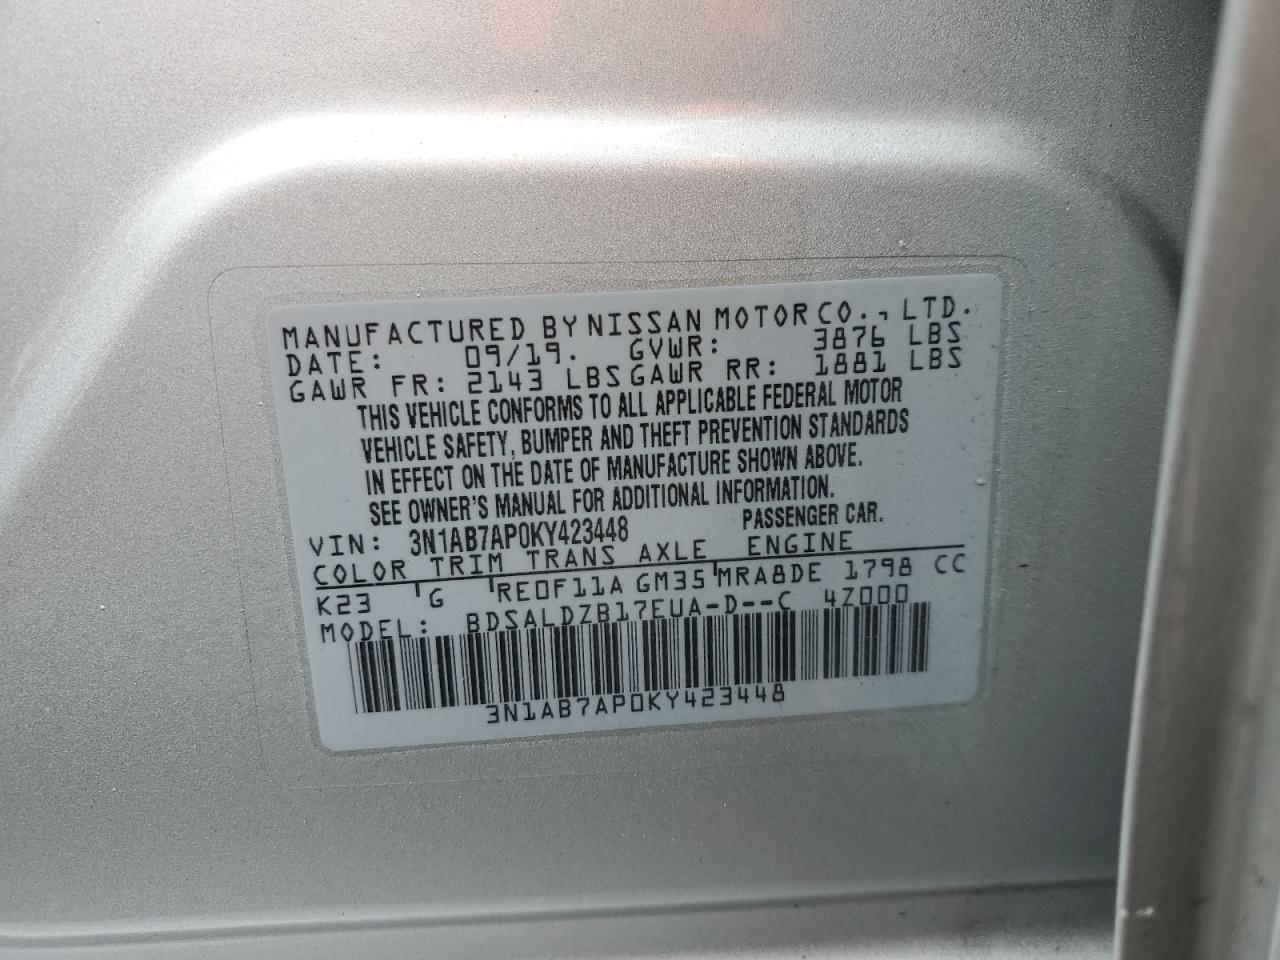 MANUFACTURED BY NISSAN MOTOR CO., LTD.
DATE: 09/19. GVWR: 3876 LBS
GAWR FR: 2143 LBS GAWR RR: 1881 LBS
THIS VEHICLE CONFORMS TO ALL APPLICABLE FEDERAL MOTOR
VEHICLE SAFETY, BUMPER AND THEFT PREVENTION STANDARDS
IN EFFECT ON THE DATE OF MANUFACTURE SHOWN ABOVE.
SEE OWNER'S MANUAL FOR ADDITIONAL INFORMATION.
VIN: 3N1AB7AP0KY423448 PASSENGER CAR.
COLOR TRIM TRANS AXLE ENGINE
K23 G RE0F11A GM35 MRA8DE 1798 CC
MODEL: BDSALDZB17EUA-D--C 4Z000
3N1AB7AP0KY423448